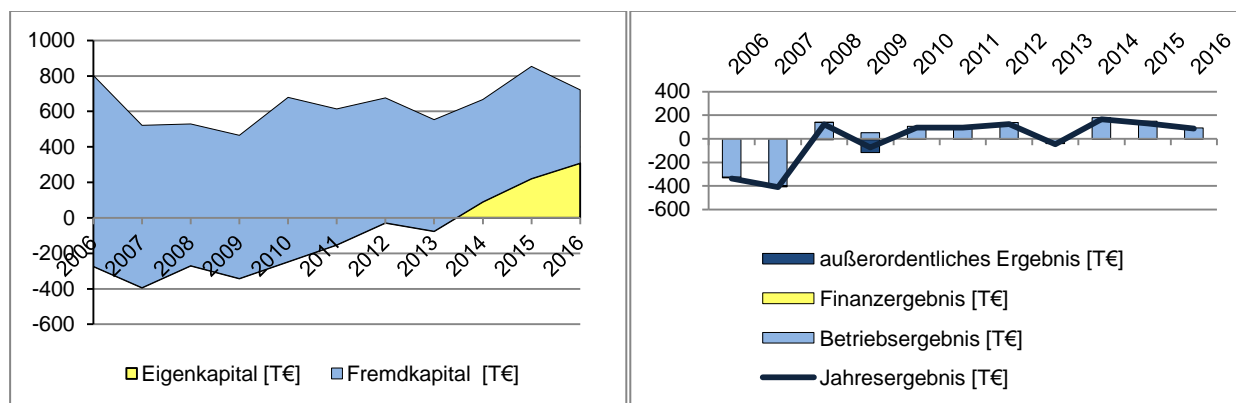 1000
800
600
400
200
0
-200
-400
-600
2006 2007 2008 2009 2010 2011 2012 2013 2014 2015 2016
Eigenkapital [T€] Fremdkapital [T€]
2006 2007 2008 2009 2010 2011 2012 2013 2014 2015 2016
400
200
0
-200
-400
-600
außerordentliches Ergebnis [T€]
Finanzergebnis [T€]
Betriebsergebnis [T€]
Jahresergebnis [T€]